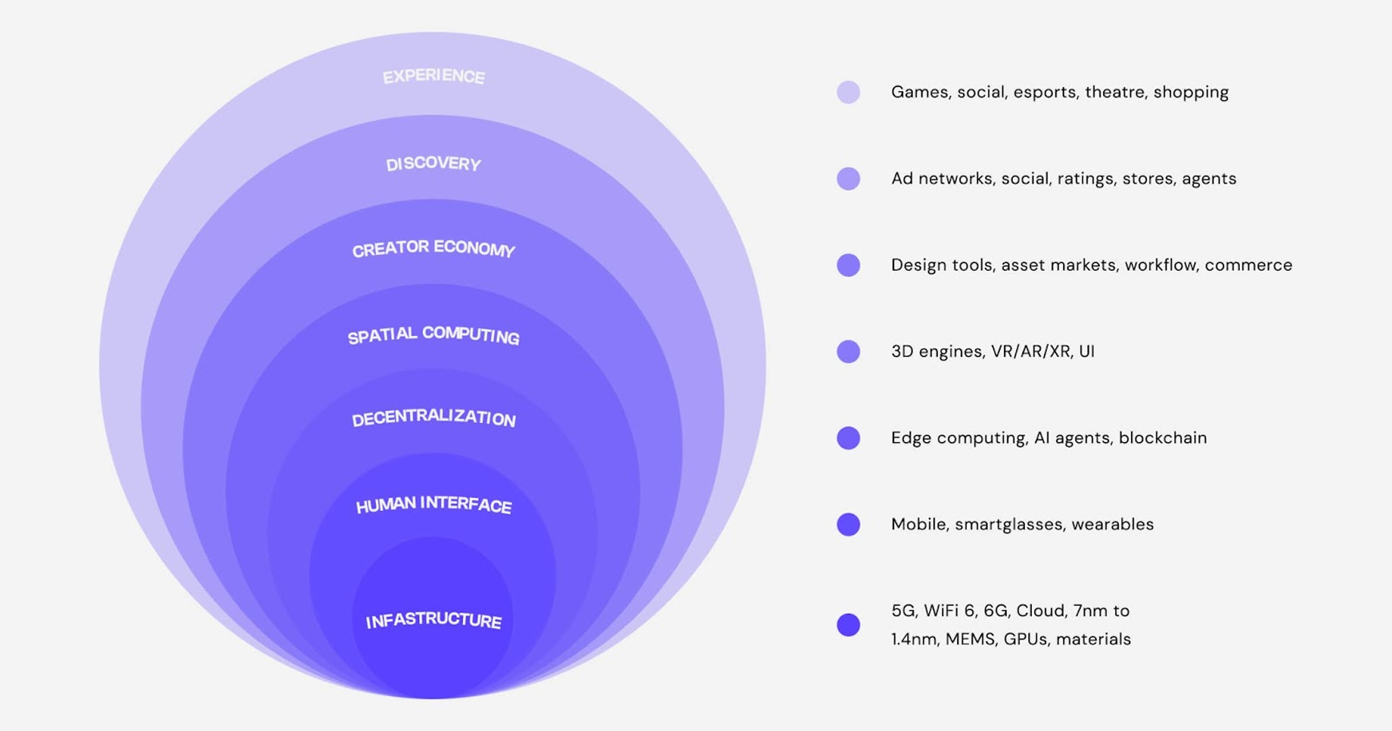 EXPERIENCE
DISCOVERY
CREATOR ECONOMY
SPATIAL COMPUTING
DECENTRALIZATION
HUMAN INTERFACE
INFASTRUCTURE
Games, social, esports, theatre, shopping
Ad networks, social, ratings, stores, agents
Design tools, asset markets, workflow, commerce
3D engines, VR/AR/XR, UI
Edge computing, AI agents, blockchain
Mobile, smartglasses, wearables
5G, WiFi 6, 6G, Cloud, 7nm to
1.4nm, MEMS, GPUs, materials